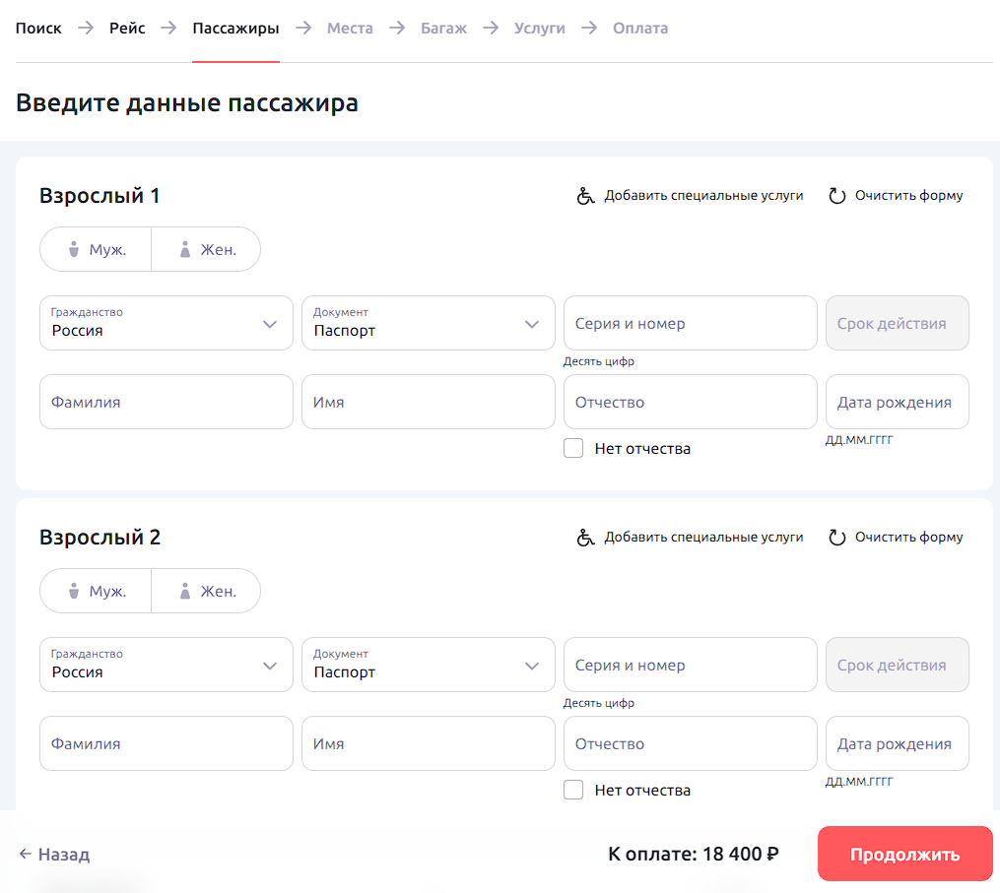 Поиск → Рейс → Пассажиры → Места → Багаж → Услуги → Оплата
Введите данные пассажира
Взрослый 1 Добавить специальные услуги Очистить форму
Муж. Жен.
Гражданство Документ
Россия Паспорт Серия и номер Срок действия
Десять цифр
Фамилия Имя Отчество Дата рождения
Нет отчества ДД.ММ.ГГГГ
Взрослый 2 Добавить специальные услуги Очистить форму
Муж. Жен.
Гражданство Документ
Россия Паспорт Серия и номер Срок действия
Десять цифр
Фамилия Имя Отчество Дата рождения
Нет отчества ДД.ММ.ГГГГ
← Назад К оплате: 18 400 ₽ Продолжить